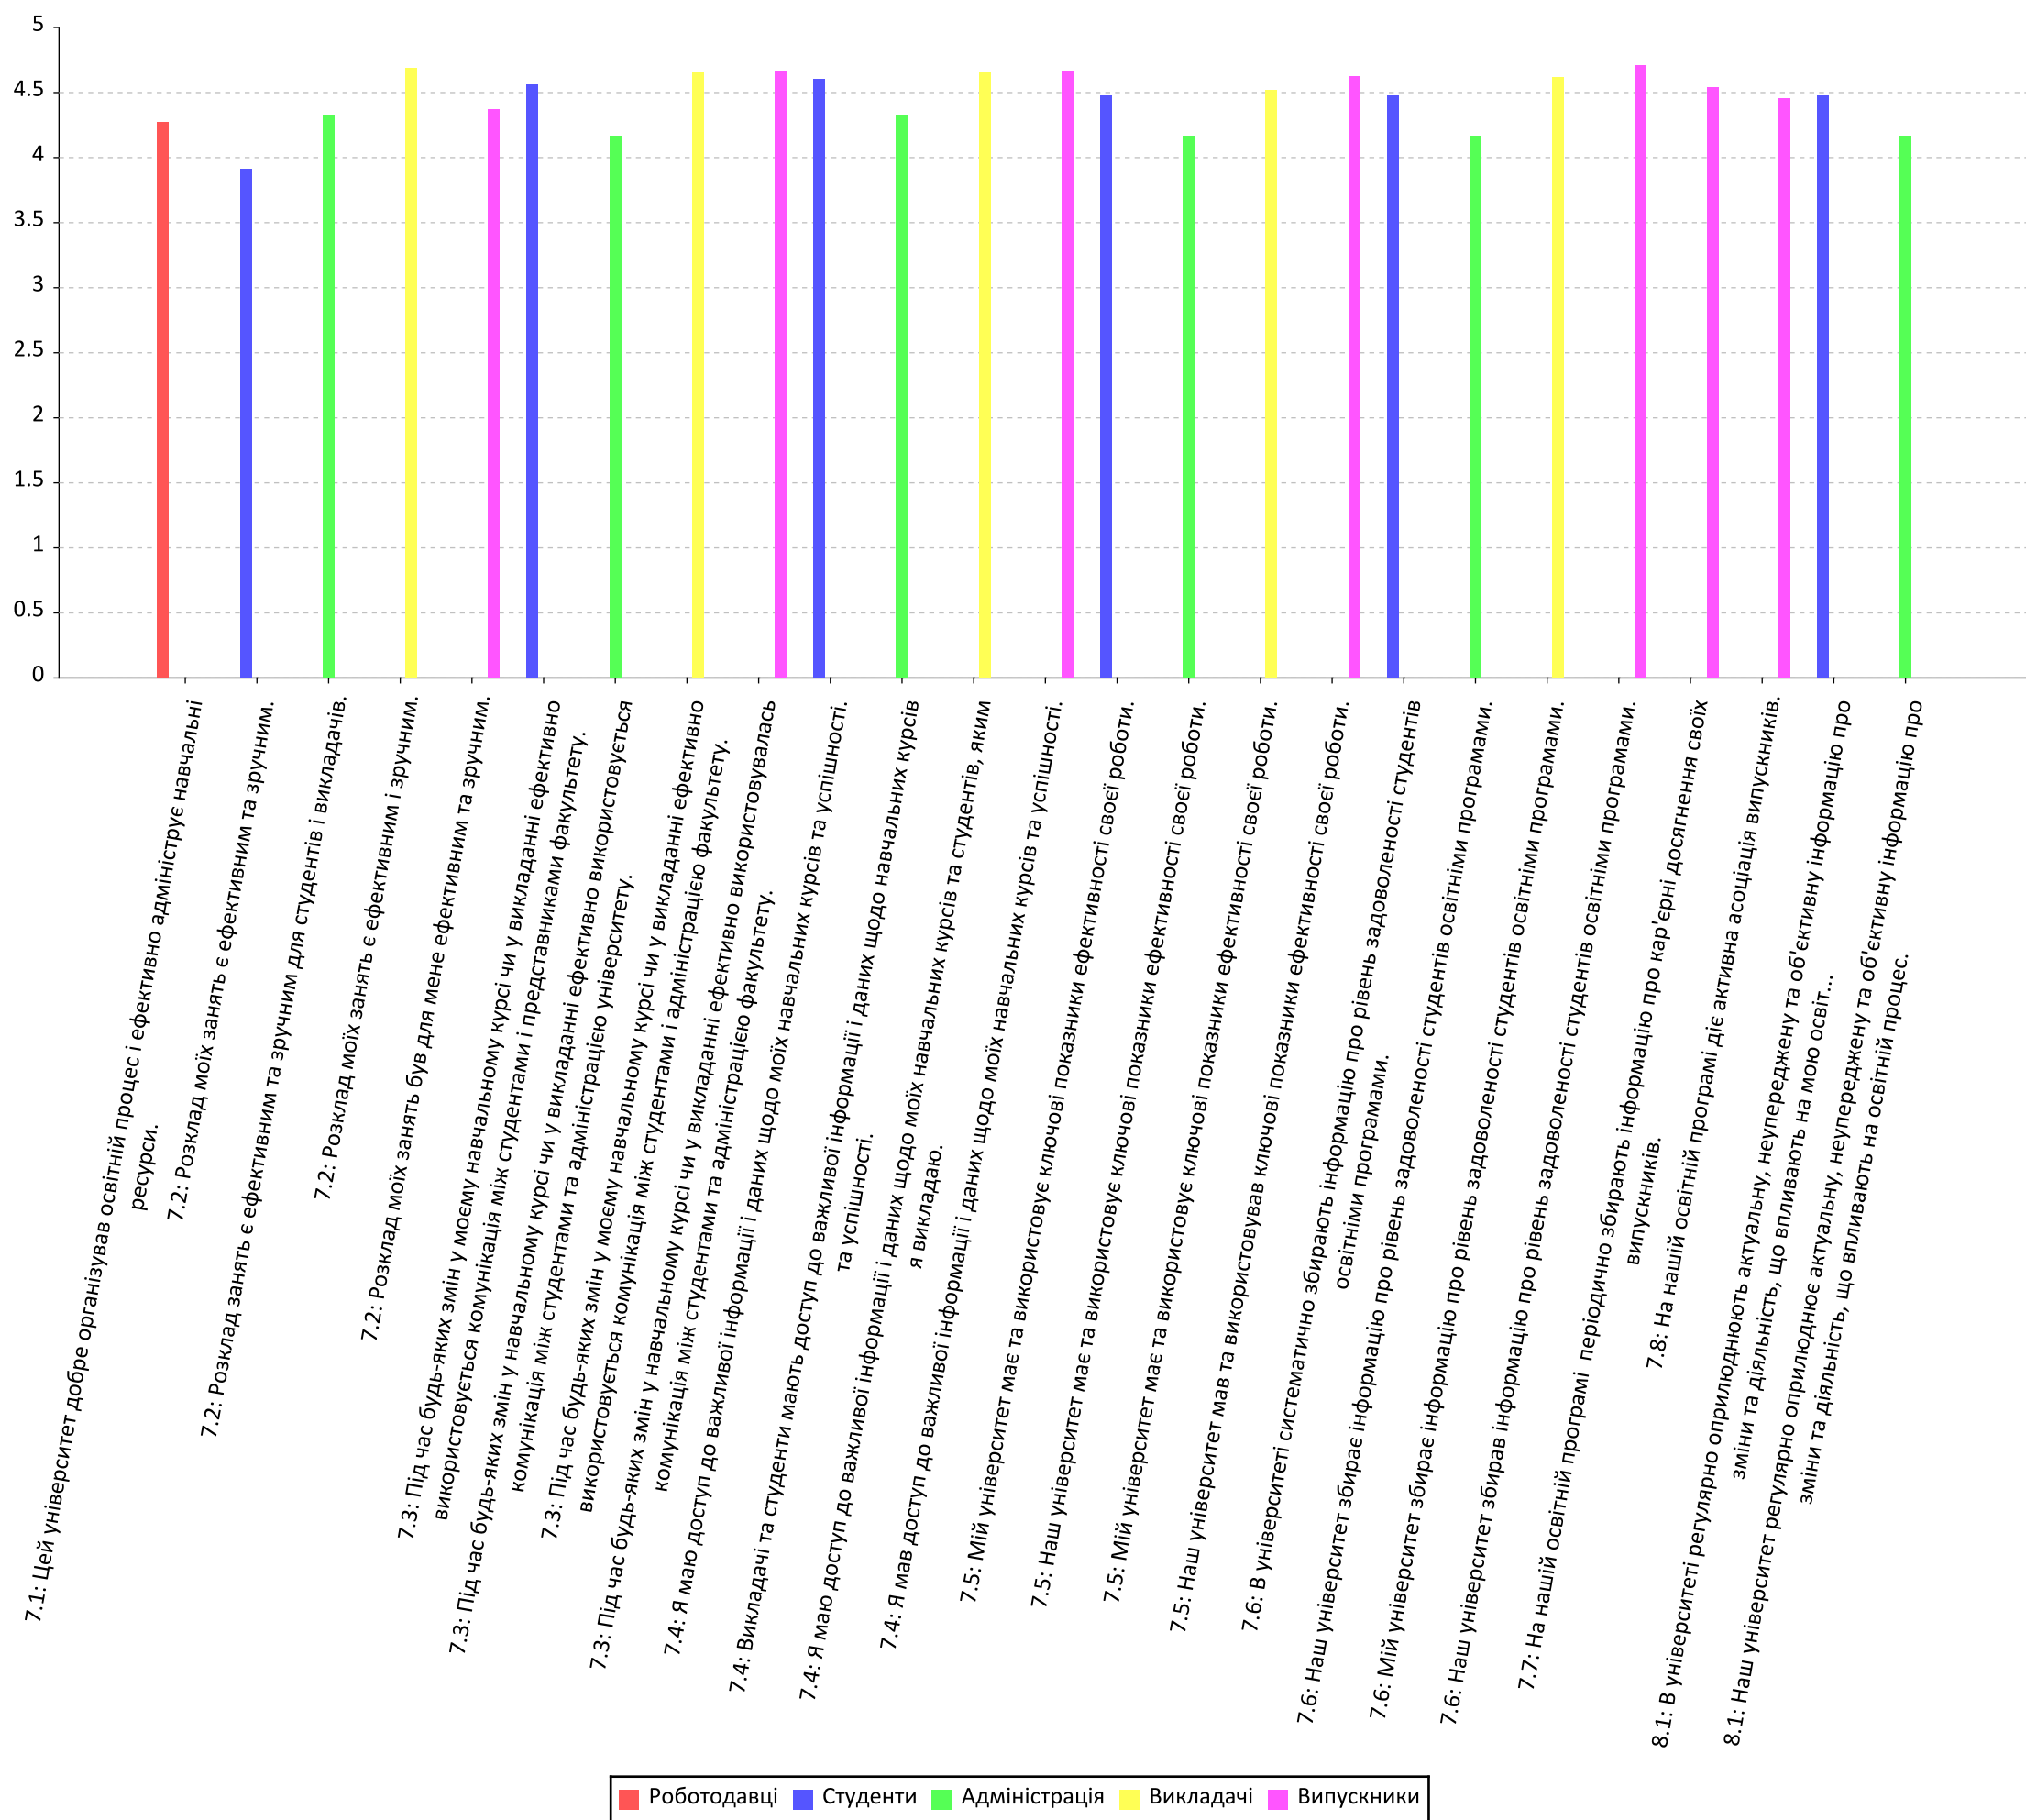 5
4.5
4
3.5
3
2.5
2
1.5
1
0.5
0
7.1: Цей університет добре організував освітній процес і ефективно адмініструє навчальні
ресурси.
7.2: Розклад моїх занять є ефективним та зручним.
7.2: Розклад занять є ефективним та зручним для студентів і викладачів.
7.2: Розклад моїх занять є ефективним і зручним.
7.2: Розклад моїх занять був для мене ефективним та зручним.
7.3: Під час будь-яких змін у моєму навчальному курсі чи у викладанні ефективно
використовується комунікація між студентами і представниками факультету.
7.3: Під час будь-яких змін у навчальному курсі чи у викладанні ефективно використовується
комунікація між студентами та адміністрацією університету.
7.3: Під час будь-яких змін у моєму навчальному курсі чи у викладанні ефективно
використовується комунікація між студентами і адміністрацією факультету.
7.3: Під час будь-яких змін у навчальному курсі чи у викладанні ефективно використовувалась
комунікація між студентами та адміністрацією факультету.
7.4: Я маю доступ до важливої інформації і даних щодо моїх навчальних курсів та успішності.
7.4: Викладачі та студенти мають доступ до важливої інформації і даних щодо навчальних курсів
та успішності.
7.4: Я маю доступ до важливої інформації і даних щодо моїх навчальних курсів та студентів, яким
я викладаю.
7.4: Я мав доступ до важливої інформації і даних щодо моїх навчальних курсів та успішності.
7.5: Мій університет має та використовує ключові показники ефективності своєї роботи.
7.5: Наш університет має та використовує ключові показники ефективності своєї роботи.
7.5: Мій університет має та використовує ключові показники ефективності своєї роботи.
7.5: Наш університет мав та використовував ключові показники ефективності своєї роботи.
7.6: В університеті систематично збирають інформацію про рівень задоволеності студентів
освітніми програмами.
7.6: Наш університет збирає інформацію про рівень задоволеності студентів освітніми програмами.
7.6: Мій університет збирає інформацію про рівень задоволеності студентів освітніми програмами.
7.6: Наш університет збирав інформацію про рівень задоволеності студентів освітніми програмами.
7.7: На нашій освітній програмі періодично збирають інформацію про кар'єрні досягнення своїх
випускників.
7.8: На нашій освітній програмі діє активна асоціація випускників.
8.1: В університеті регулярно оприлюднюють актуальну, неупереджену та об'єктивну інформацію про
зміни та діяльність, що впливають на мою освіт...
8.1: Наш університет регулярно оприлюднює актуальну, неупереджену та об'єктивну інформацію про
зміни та діяльність, що впливають на освітній процес.
Роботодавці Студенти Адміністрація Викладачі Випускники